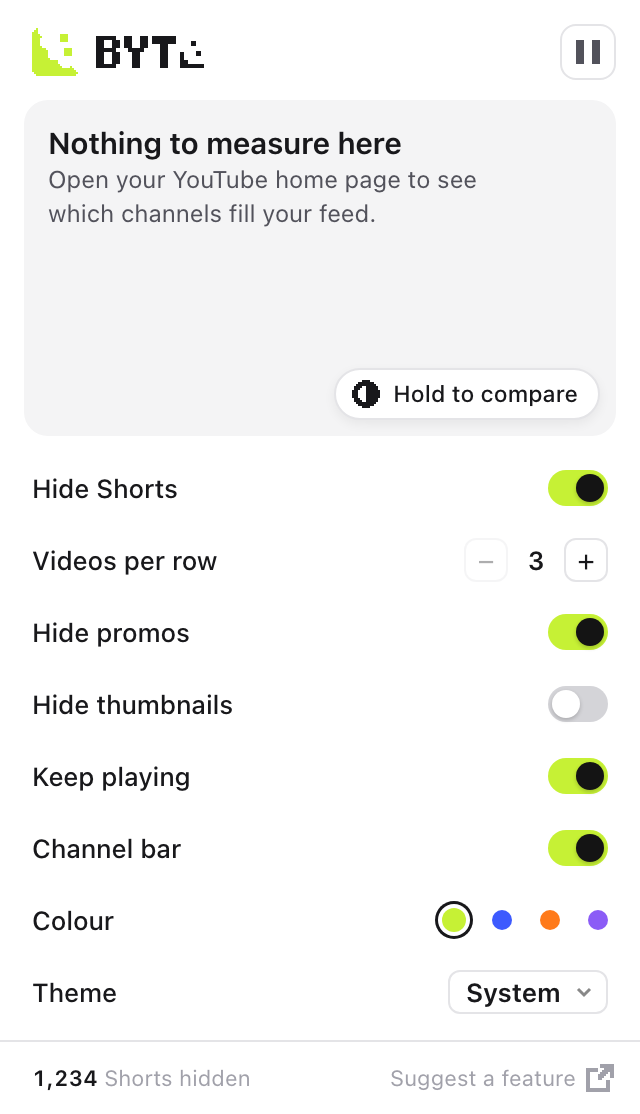 BYTE
Nothing to measure here
Open your YouTube home page to see
which channels fill your feed.
Hold to compare
Hide Shorts
Videos per row
− 3 +
Hide promos
Hide thumbnails
Keep playing
Channel bar
Colour
Theme
System
1,234 Shorts hidden
Suggest a feature